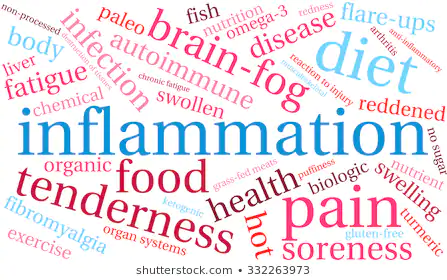 non-processed
paleo
fish
nutrition
omega-3
redness
flare-ups
anti-inflammatory
body
infection
autoimmune
brain-fog
disease
diet
arthritis
liver
fatigue
chronic fatigue
reaction to injury
reddened
chemical
swollen
inflammation
no sugar
organic
food
grass-fed meats
puffiness
biologic
nutrient
tenderness
health
swelling
ketogenic
pain
fibromyalgia
organ systems
hot
gluten-free
turmeric
exercise
soreness
shutterstock.com • 332263973